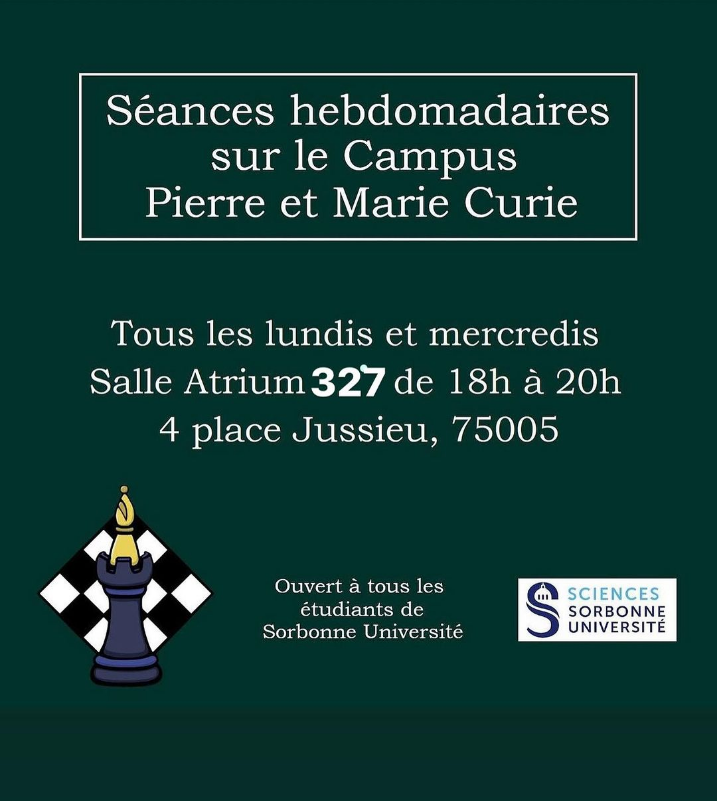 Séances hebdomadaires
sur le Campus
Pierre et Marie Curie
Tous les lundis et mercredis
Salle Atrium 327 de 18h à 20h
4 place Jussieu, 75005
Ouvert à tous les
étudiants de
Sorbonne Université
SCIENCES
SORBONNE
UNIVERSITÉ